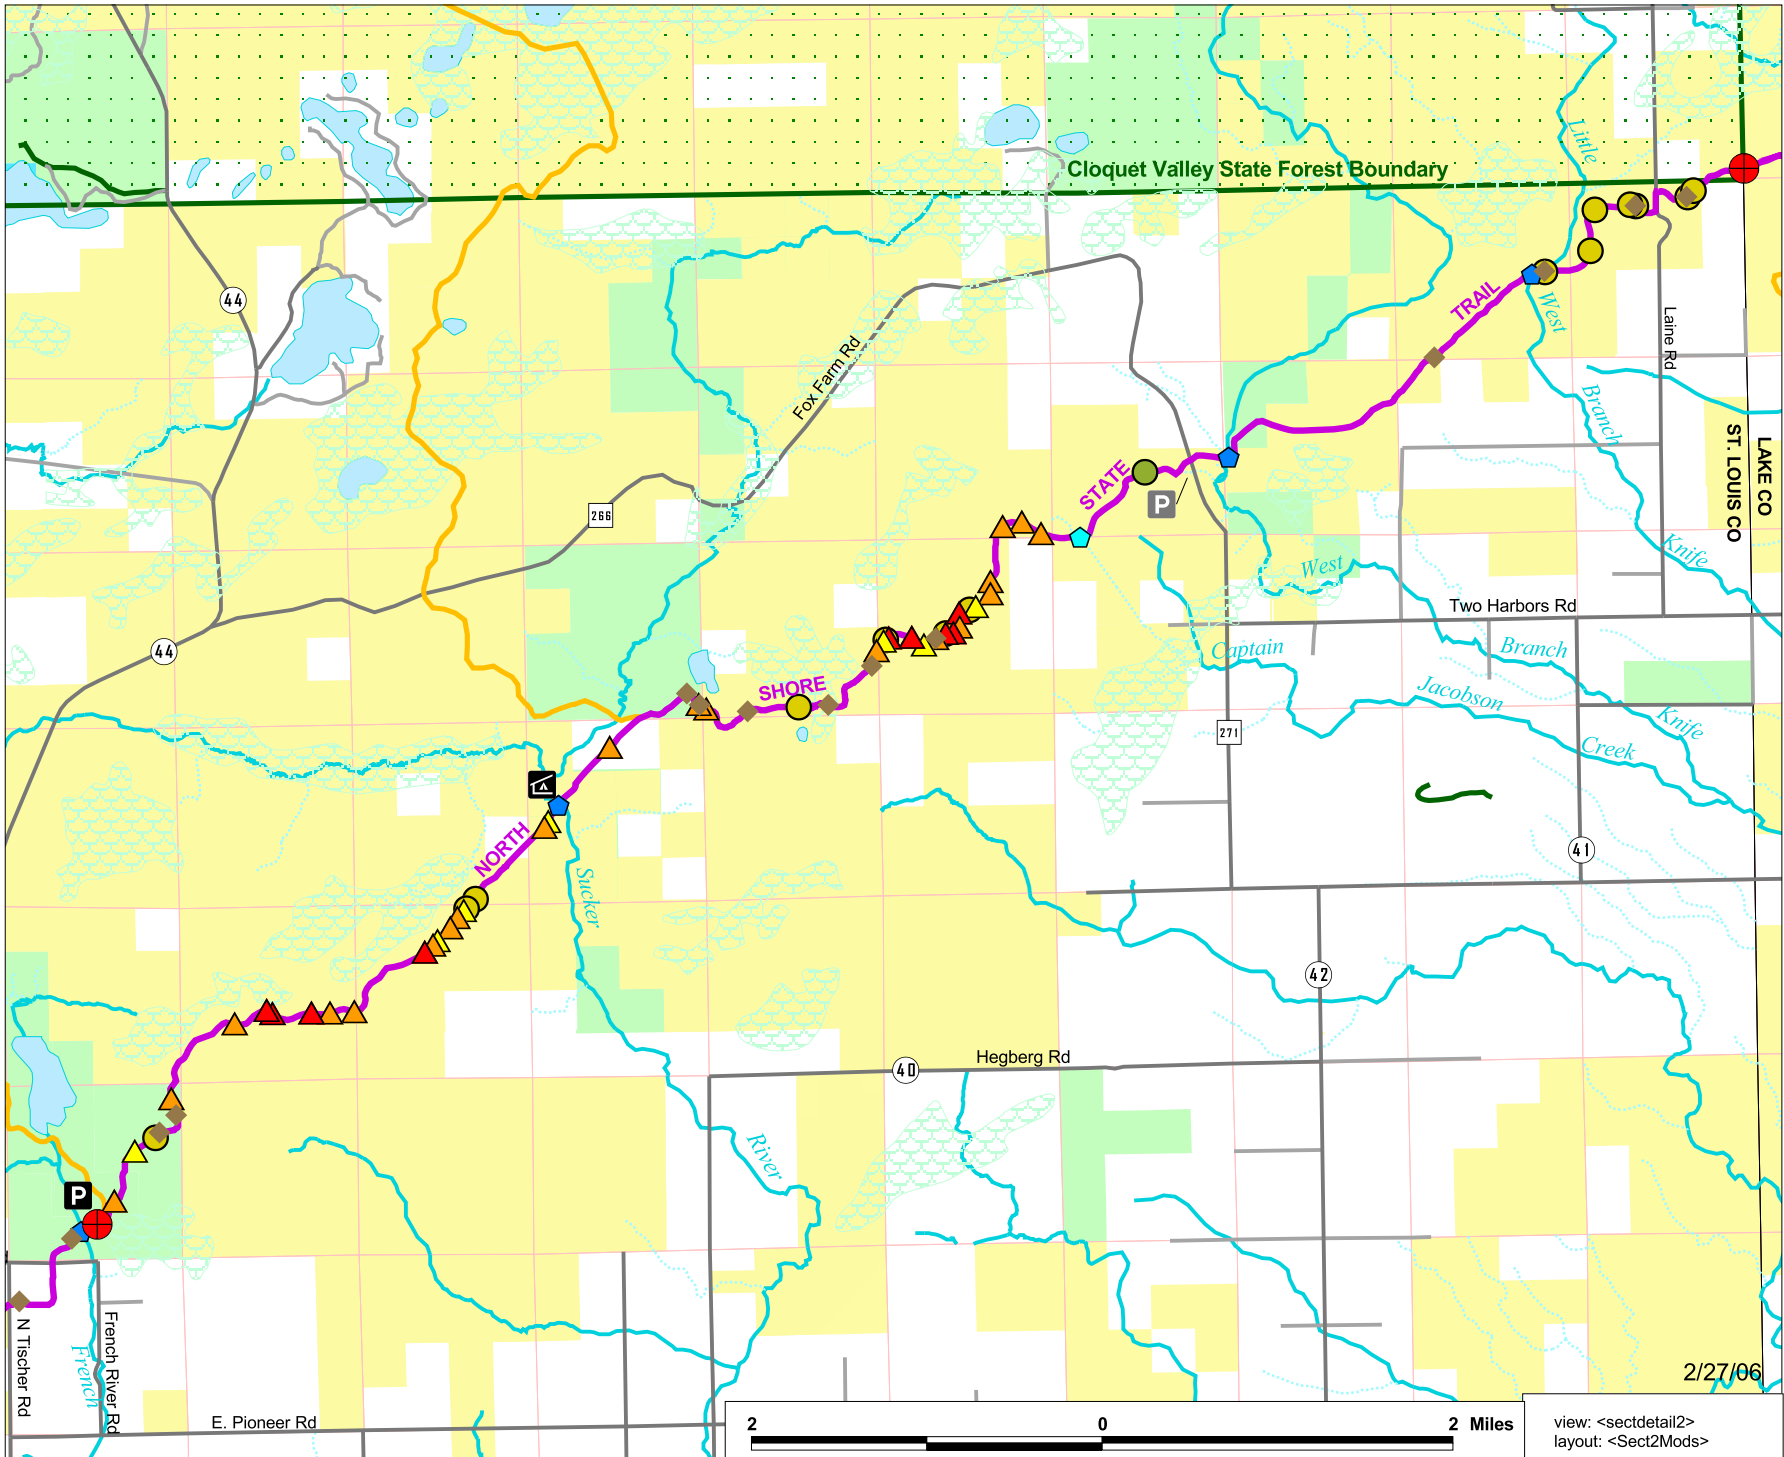 Cloquet Valley State Forest Boundary
Little
44
TRAIL
West
Laine Rd
Fox Farm Rd
Branch
LAKE CO
ST. LOUIS CO
STATE
P
266
Knife
West
Two Harbors Rd
44
Captain
Branch
SHORE
Jacobson
Knife
271
Creek
NORTH
41
Sucker
42
Hegberg Rd
40
River
P
N Tischer Rd
French River Rd
French
E. Pioneer Rd
2/27/06
2 0 2 Miles
view: <sectdetail2>
layout: <Sect2Mods>